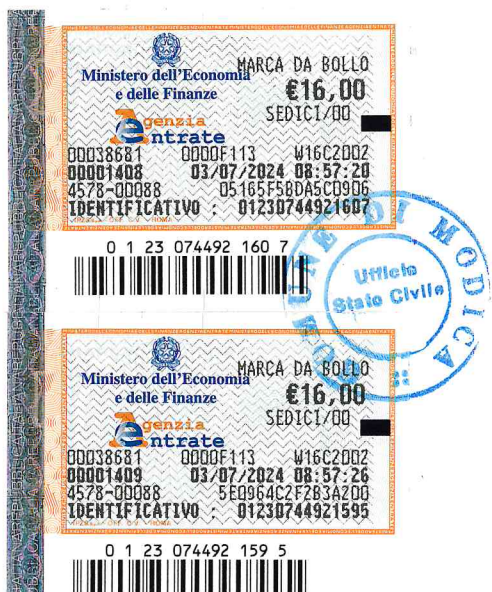 Ministero dell'Economia
e delle Finanze
MARCA DA BOLLO
€16,00
SEDICI/00
Agenzia
Entrate
00038681 0000F113 W16C2002
00001408 03/07/2024 08:57:20
4578-00088 05165F58DA5CD906
IDENTIFICATIVO : 01230744921607
0 1 23 074492 160 7
COMUNE DI MODICA
Ufficio
Stato Civile
Ministero dell'Economia
e delle Finanze
MARCA DA BOLLO
€16,00
SEDICI/00
Agenzia
Entrate
00038681 0000F113 W16C2002
00001409 03/07/2024 08:57:26
4578-00088 5E0964C2F2B3A200
IDENTIFICATIVO : 01230744921595
0 1 23 074492 159 5